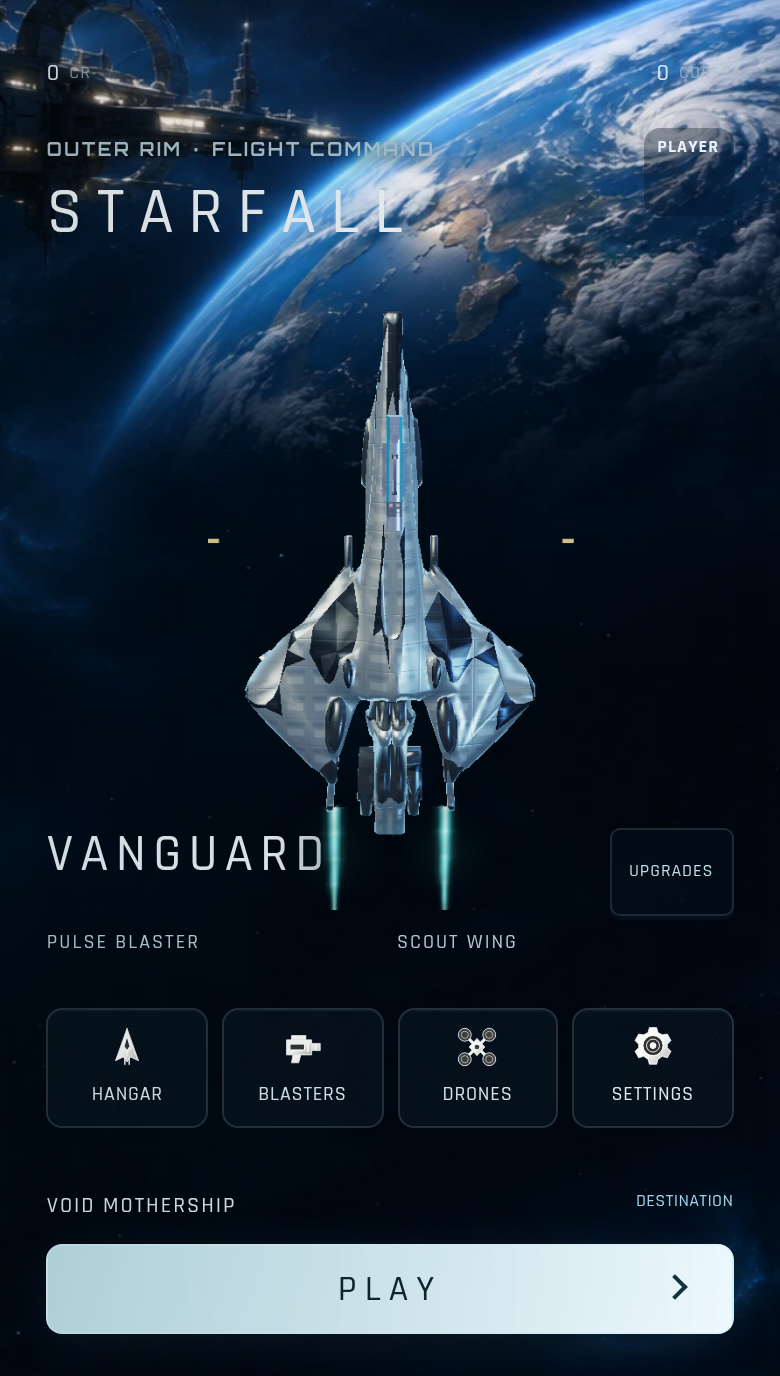 0 CR
0 CORES
OUTER RIM · FLIGHT COMMAND
PLAYER
STARFALL
VANGUARD
UPGRADES
PULSE BLASTER
SCOUT WING
HANGAR
BLASTERS
DRONES
SETTINGS
VOID MOTHERSHIP
DESTINATION
PLAY